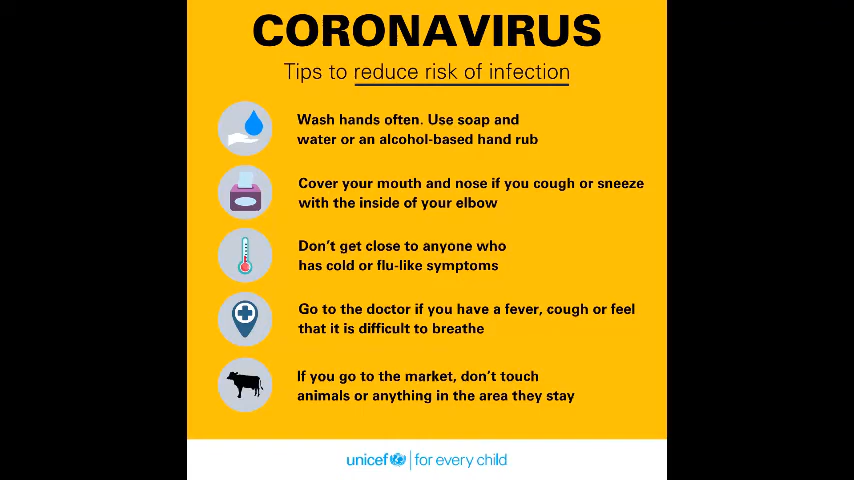 CORONAVIRUS
Tips to reduce risk of infection
Wash hands often. Use soap and
water or an alcohol-based hand rub
Cover your mouth and nose if you cough or sneeze
with the inside of your elbow
Don't get close to anyone who
has cold or flu-like symptoms
Go to the doctor if you have a fever, cough or feel
that it is difficult to breathe
If you go to the market, don't touch
animals or anything in the area they stay
unicef for every child